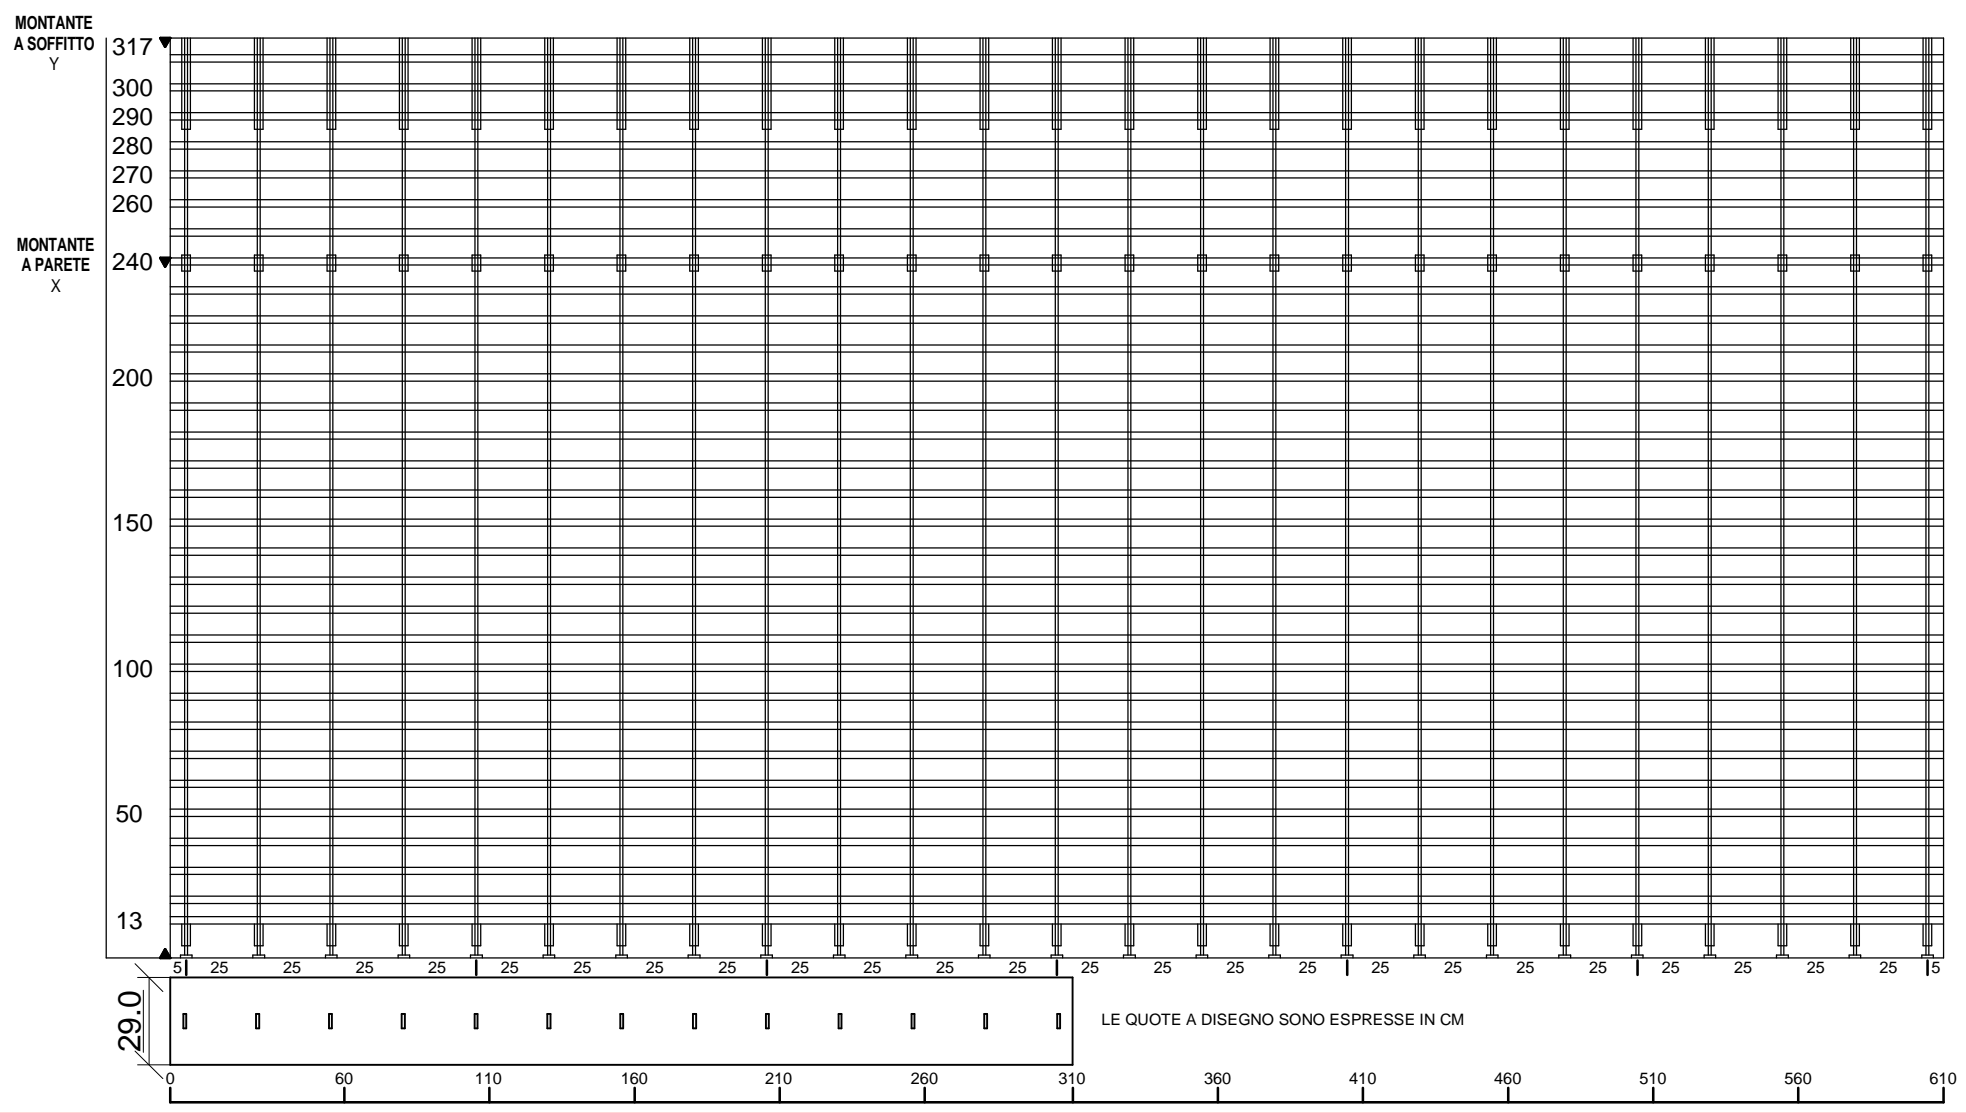 MONTANTE
A SOFFITTO
Y
317
300
290
280
270
260
MONTANTE
A PARETE
X
240
200
150
100
50
13
5 25 25 25 25 25 25 25 25 25 25 25 25 25 25 25 25 25 25 25 25 25 25 25 25 5
29.0
LE QUOTE A DISEGNO SONO ESPRESSE IN CM
0 60 110 160 210 260 310 360 410 460 510 560 610